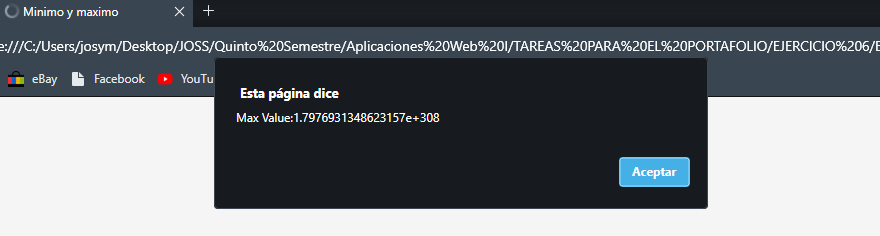 Minimo y maximo
e:///C:/Users/josym/Desktop/JOSS/Quinto%20Semestre/Aplicaciones%20Web%20I/TAREAS%20PARA%20EL%20PORTAFOLIO/EJERCICIO%206/E
eBay Facebook YouTu
Esta página dice
Max Value:1.7976931348623157e+308
Aceptar